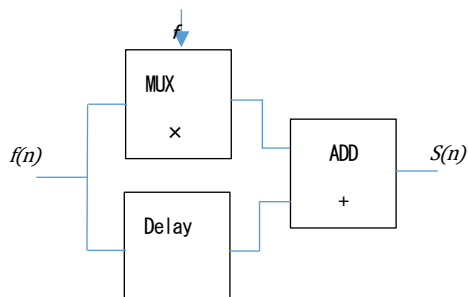 f
MUX
×
f(n)
ADD
S(n)
+
Delay